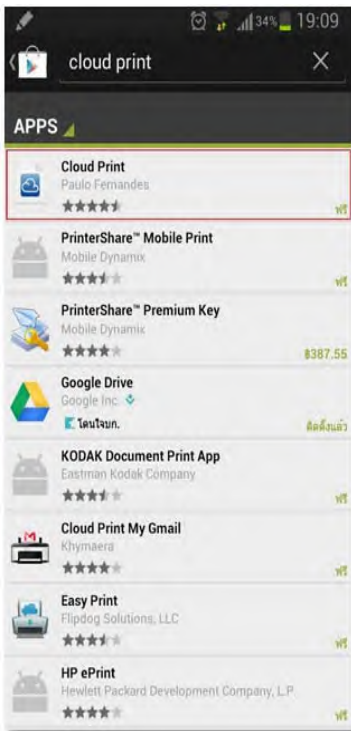 34% 19:09
cloud print
APPS
Cloud Print
Paulo Fernandes
ฟรี
PrinterShare™ Mobile Print
Mobile Dynamix
ฟรี
PrinterShare™ Premium Key
Mobile Dynamix
฿387.55
Google Drive
Google Inc.
โดนใจบก.
ติดตั้งแล้ว
KODAK Document Print App
Eastman Kodak Company
ฟรี
Cloud Print My Gmail
Khymaera
ฟรี
Easy Print
Flipdog Solutions, LLC
ฟรี
HP ePrint
Hewlett Packard Development Company, L.P.
ฟรี